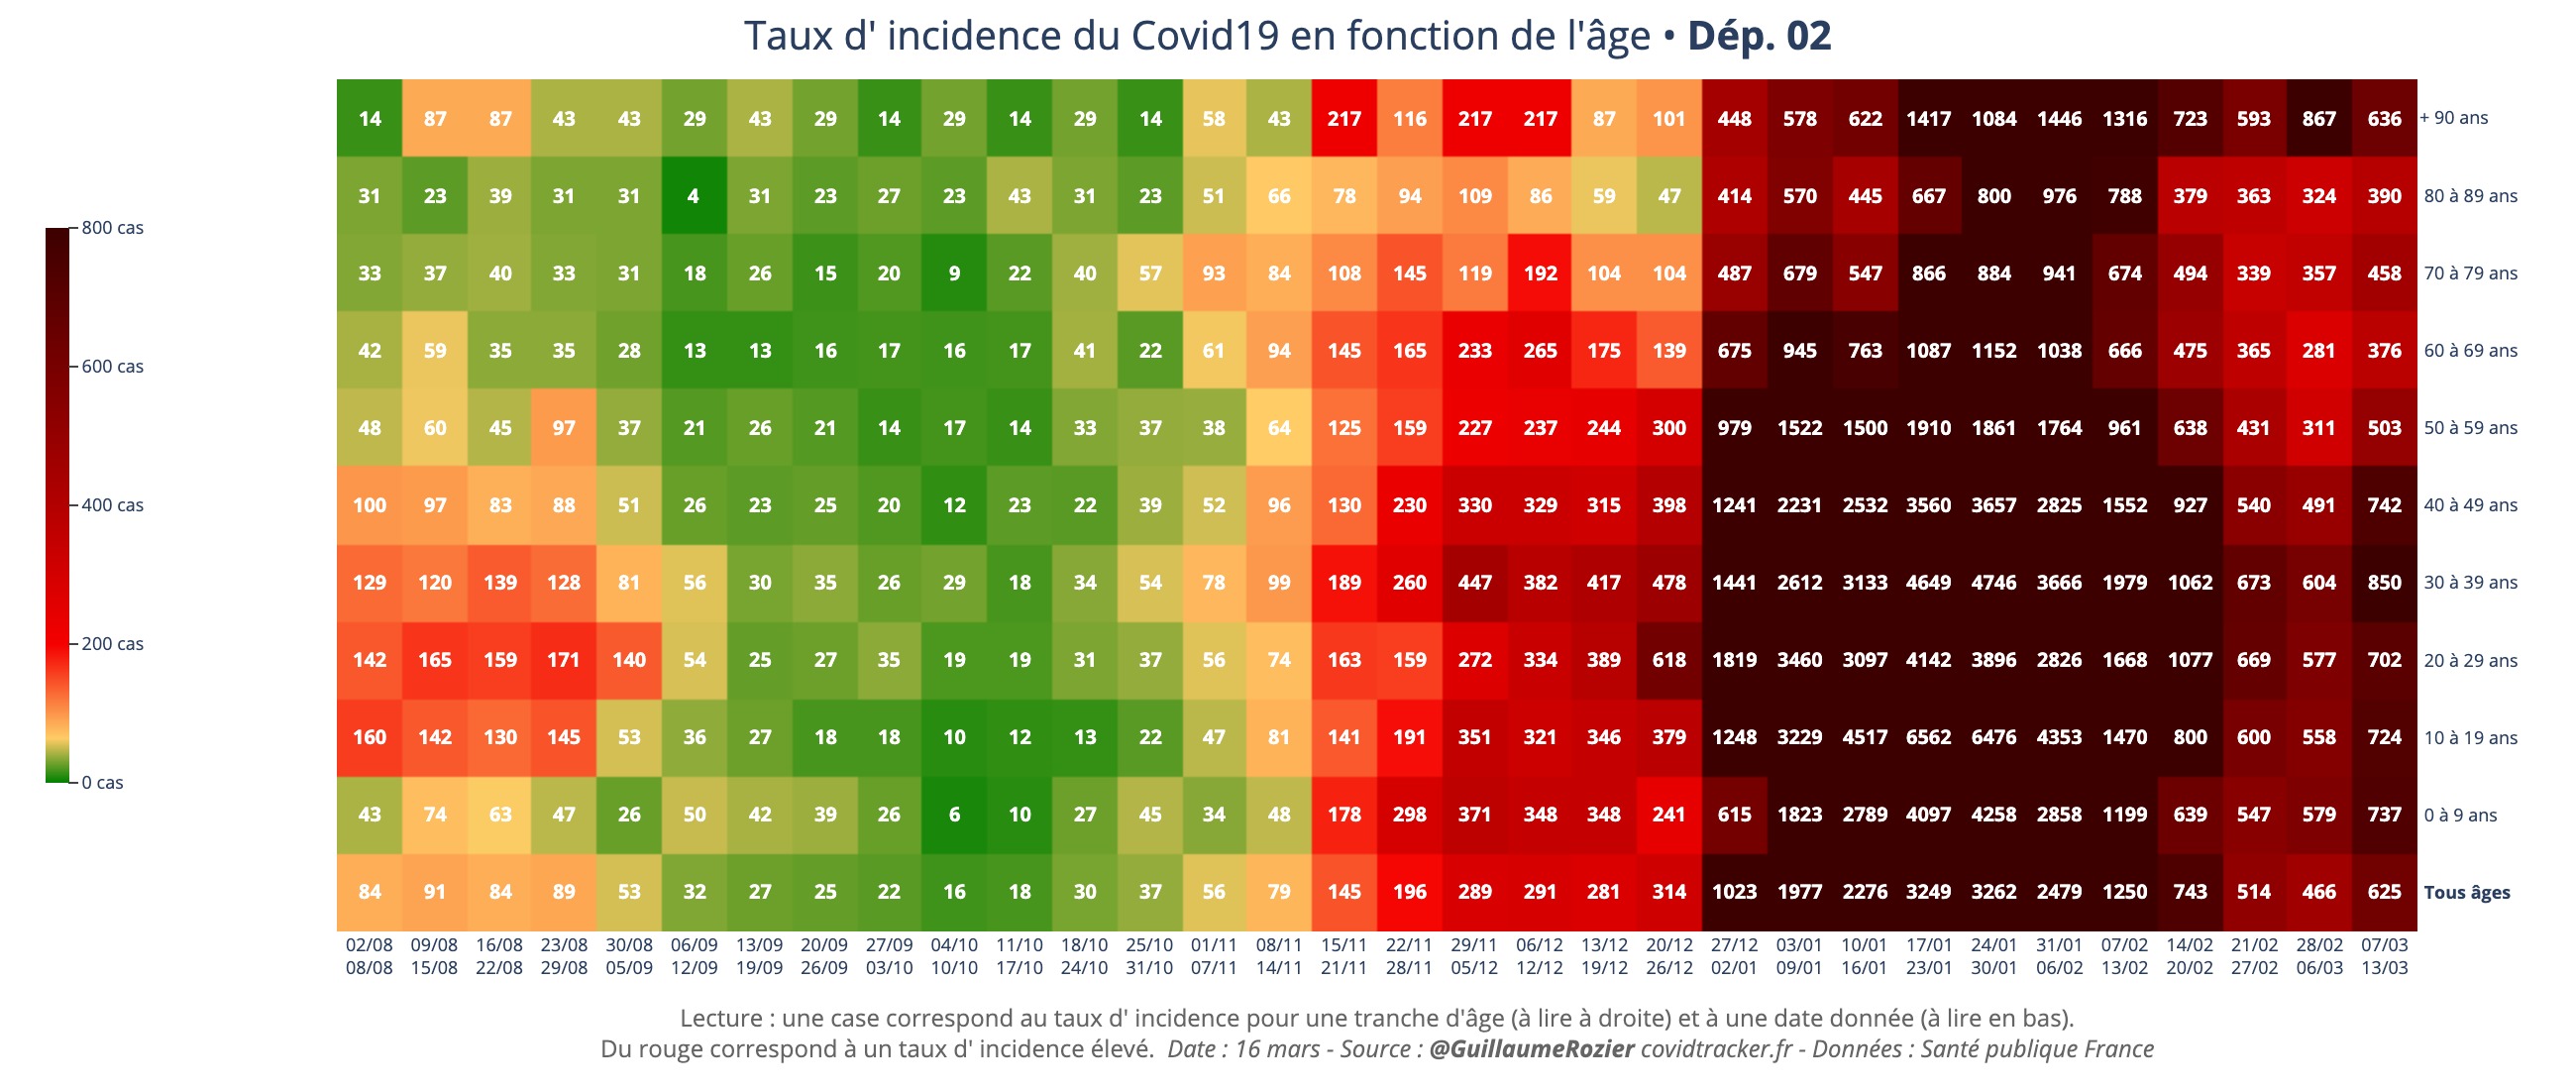 Taux d' incidence du Covid19 en fonction de l'âge • Dép. 02
14 87 87 43 43 29 43 29 14 29 14 29 14 58 43 217 116 217 217 87 101 448 578 622 1417 1084 1446 1316 723 593 867 636 + 90 ans
31 23 39 31 31 4 31 23 27 23 43 31 23 51 66 78 94 109 86 59 47 414 570 445 667 800 976 788 379 363 324 390 80 à 89 ans
800 cas
33 37 40 33 31 18 26 15 20 9 22 40 57 93 84 108 145 119 192 104 104 487 679 547 866 884 941 674 494 339 357 458 70 à 79 ans
600 cas
42 59 35 35 28 13 13 16 17 16 17 41 22 61 94 145 165 233 265 175 139 675 945 763 1087 1152 1038 666 475 365 281 376 60 à 69 ans
48 60 45 97 37 21 26 21 14 17 14 33 37 38 64 125 159 227 237 244 300 979 1522 1500 1910 1861 1764 961 638 431 311 503 50 à 59 ans
400 cas
100 97 83 88 51 26 23 25 20 12 23 22 39 52 96 130 230 330 329 315 398 1241 2231 2532 3560 3657 2825 1552 927 540 491 742 40 à 49 ans
129 120 139 128 81 56 30 35 26 29 18 34 54 78 99 189 260 447 382 417 478 1441 2612 3133 4649 4746 3666 1979 1062 673 604 850 30 à 39 ans
200 cas
142 165 159 171 140 54 25 27 35 19 19 31 37 56 74 163 159 272 334 389 618 1819 3460 3097 4142 3896 2826 1668 1077 669 577 702 20 à 29 ans
160 142 130 145 53 36 27 18 18 10 12 13 22 47 81 141 191 351 321 346 379 1248 3229 4517 6562 6476 4353 1470 800 600 558 724 10 à 19 ans
0 cas
43 74 63 47 26 50 42 39 26 6 10 27 45 34 48 178 298 371 348 348 241 615 1823 2789 4097 4258 2858 1199 639 547 579 737 0 à 9 ans
84 91 84 89 53 32 27 25 22 16 18 30 37 56 79 145 196 289 291 281 314 1023 1977 2276 3249 3262 2479 1250 743 514 466 625 Tous âges
02/08 09/08 16/08 23/08 30/08 06/09 13/09 20/09 27/09 04/10 11/10 18/10 25/10 01/11 08/11 15/11 22/11 29/11 06/12 13/12 20/12 27/12 03/01 10/01 17/01 24/01 31/01 07/02 14/02 21/02 28/02 07/03
08/08 15/08 22/08 29/08 05/09 12/09 19/09 26/09 03/10 10/10 17/10 24/10 31/10 07/11 14/11 21/11 28/11 05/12 12/12 19/12 26/12 02/01 09/01 16/01 23/01 30/01 06/02 13/02 20/02 27/02 06/03 13/03
Lecture : une case correspond au taux d' incidence pour une tranche d'âge (à lire à droite) et à une date donnée (à lire en bas).
Du rouge correspond à un taux d' incidence élevé. Date : 16 mars - Source : @GuillaumeRozier covidtracker.fr - Données : Santé publique France